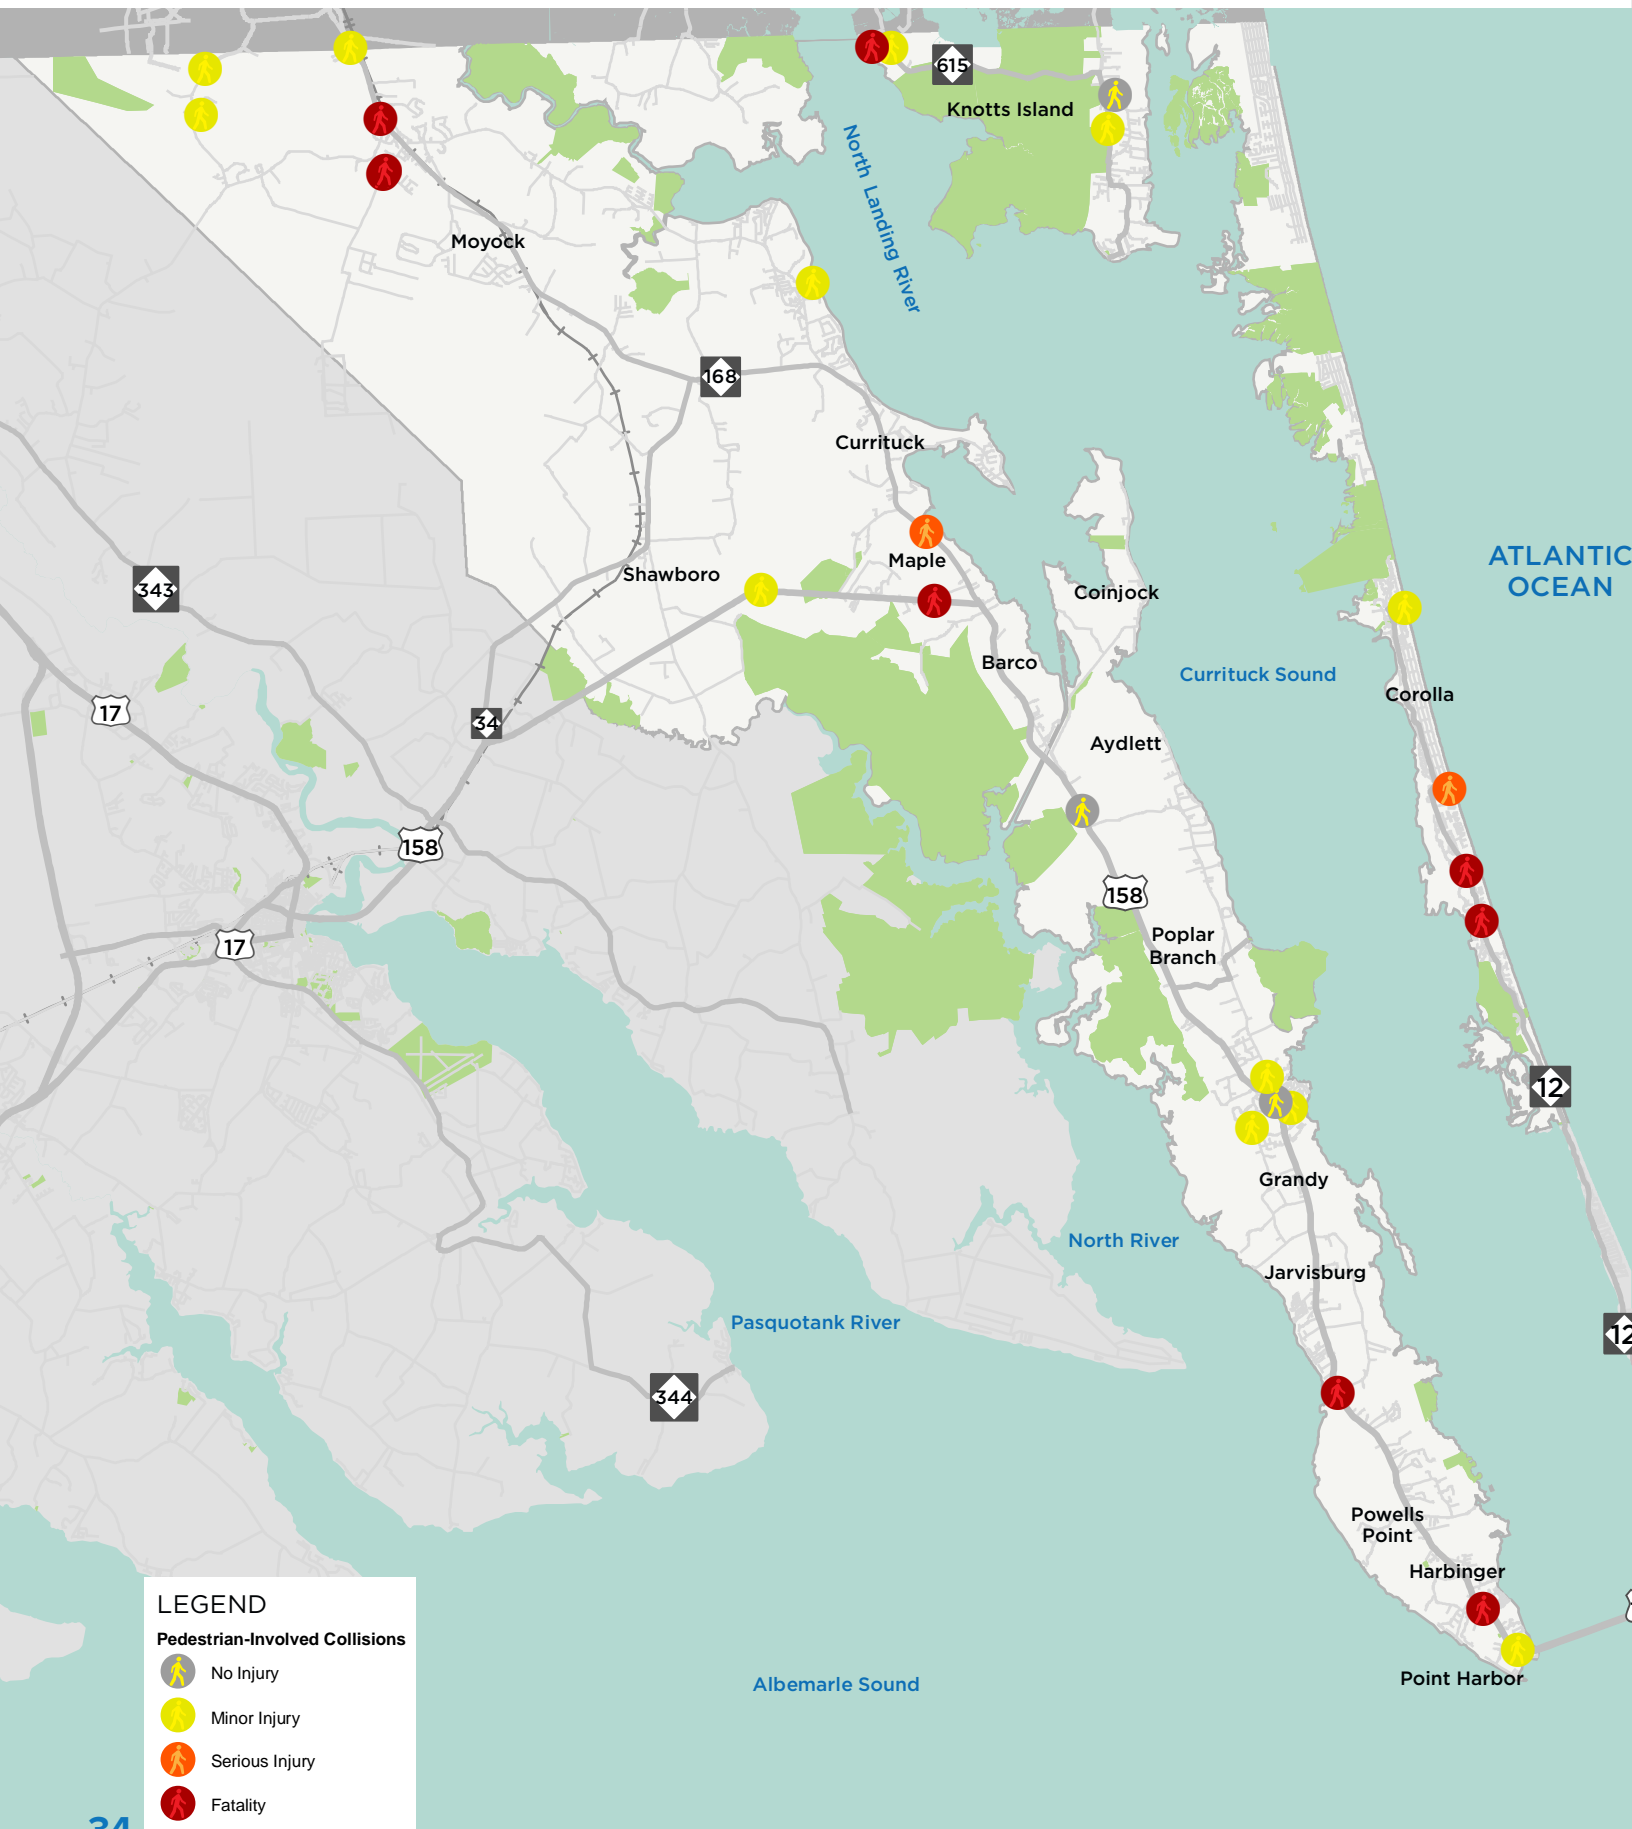 615
Knotts Island
North Landing River
Moyock
168
Currituck
Maple
Shawboro
343
Coinjock
ATLANTIC
OCEAN
Barco
Currituck Sound
Corolla
17
34
Aydlett
158
158
17
Poplar
Branch
12
Grandy
North River
Jarvisburg
Pasquotank River
12
344
Powells
Point
Harbinger
Point Harbor
Albemarle Sound
LEGEND
Pedestrian-Involved Collisions
No Injury
Minor Injury
Serious Injury
Fatality
34